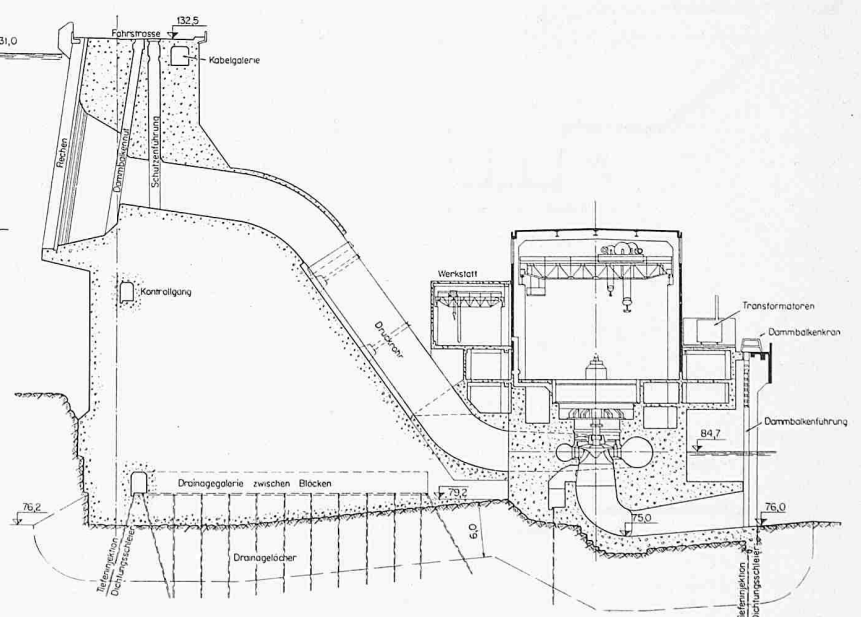 132,5
Fahrstrasse
31,0
Kabelgalerie
Rechen
Dammbalkennut
Schützenführung
Werkstatt
Kontrollgang
Transformatoren
Dammbalkenkran
Druckrohr
Dammbalkenführung
84,7
Drainagegalerie zwischen Blöcken
79,2
76,2
76,0
75,0
6,0
Drainagelöcher
Tiefeninjektion
Dichtungsschleier
Tiefeninjektion
Dichtungsschleier